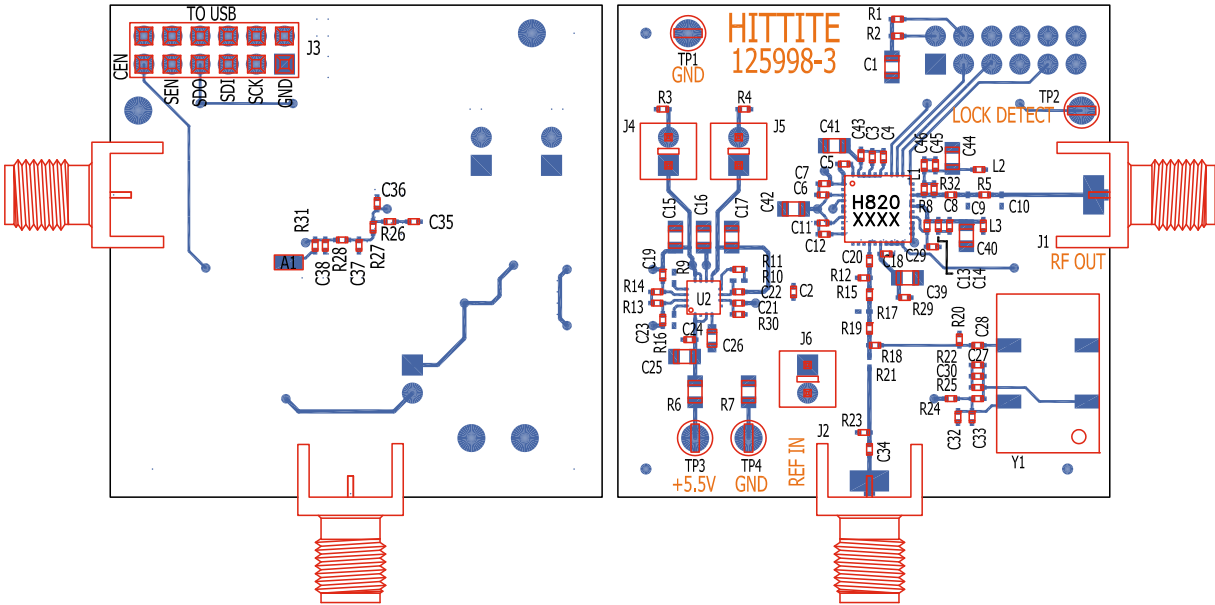 TO USB
J3
CEN
SEN
SDO
SDI
SCK
GND
C36
C35
R26
R31
R27
R28
C37
C38
A1
HITTITE
125998-3
R1
R2
C1
TP1
GND
TP2
LOCK DETECT
R3
R4
J4
J5
C41
C43
C3
C4
C46
C45
C44
C5
L1
L2
C7
C6
R32
R5
C42
H820
XXXX
R8
C8
C9
C10
C15
C16
C17
C11
C12
L3
C40
J1
RF OUT
C19
R9
R11
R10
C20
C18
C29
C13
C14
R14
R13
U2
C22
C21
R30
C2
R12
R15
C39
R29
R17
C23
R16
C24
C26
C25
R19
R18
R20
C28
J6
R21
R22
C27
C30
R25
R24
R6
R7
R23
C32
C33
J2
C34
REF IN
TP3
TP4
+5.5V
GND
Y1